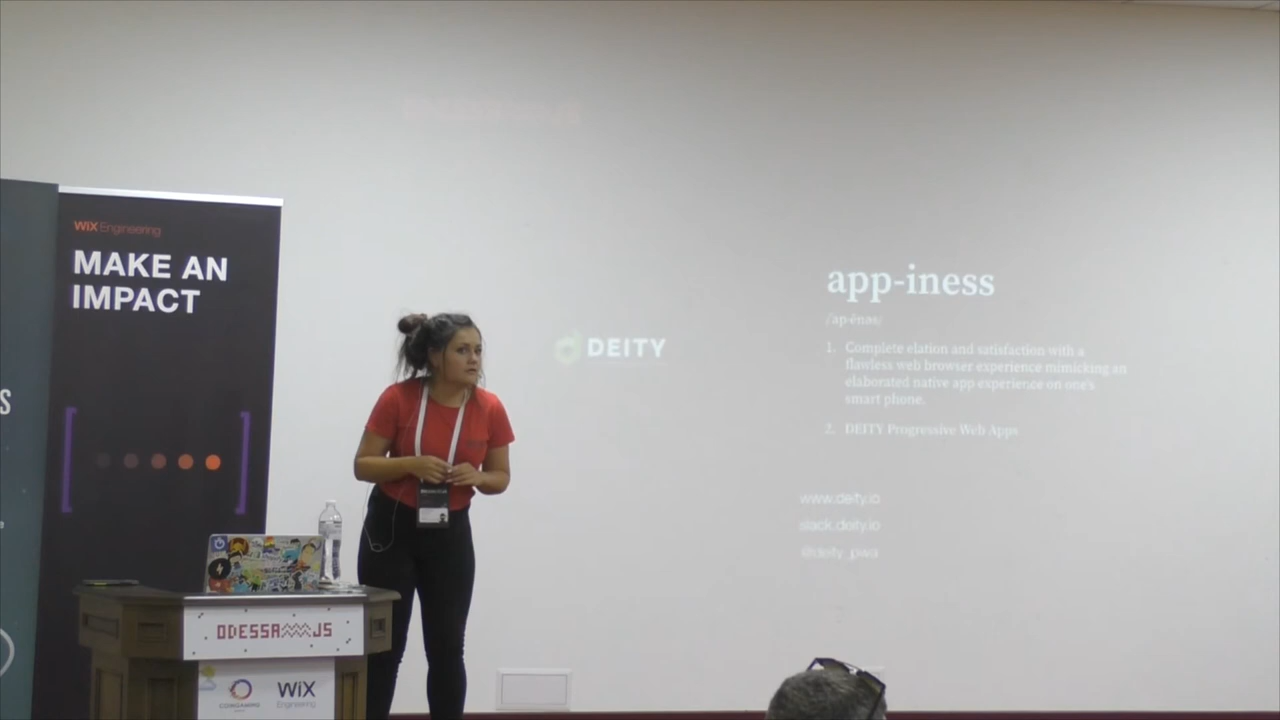 WiX Engineering
MAKE AN
IMPACT
S
e
DEITY
app-iness
1. Complete elation and satisfaction with a
flawless web browser experience mimicking an
elaborated native app experience on one's
smart phone.
2. DEITY Progressive Web Apps
www.deity.io
slack.deity.io
@deity_pwa
ODESSA JS
WiX
Engineering